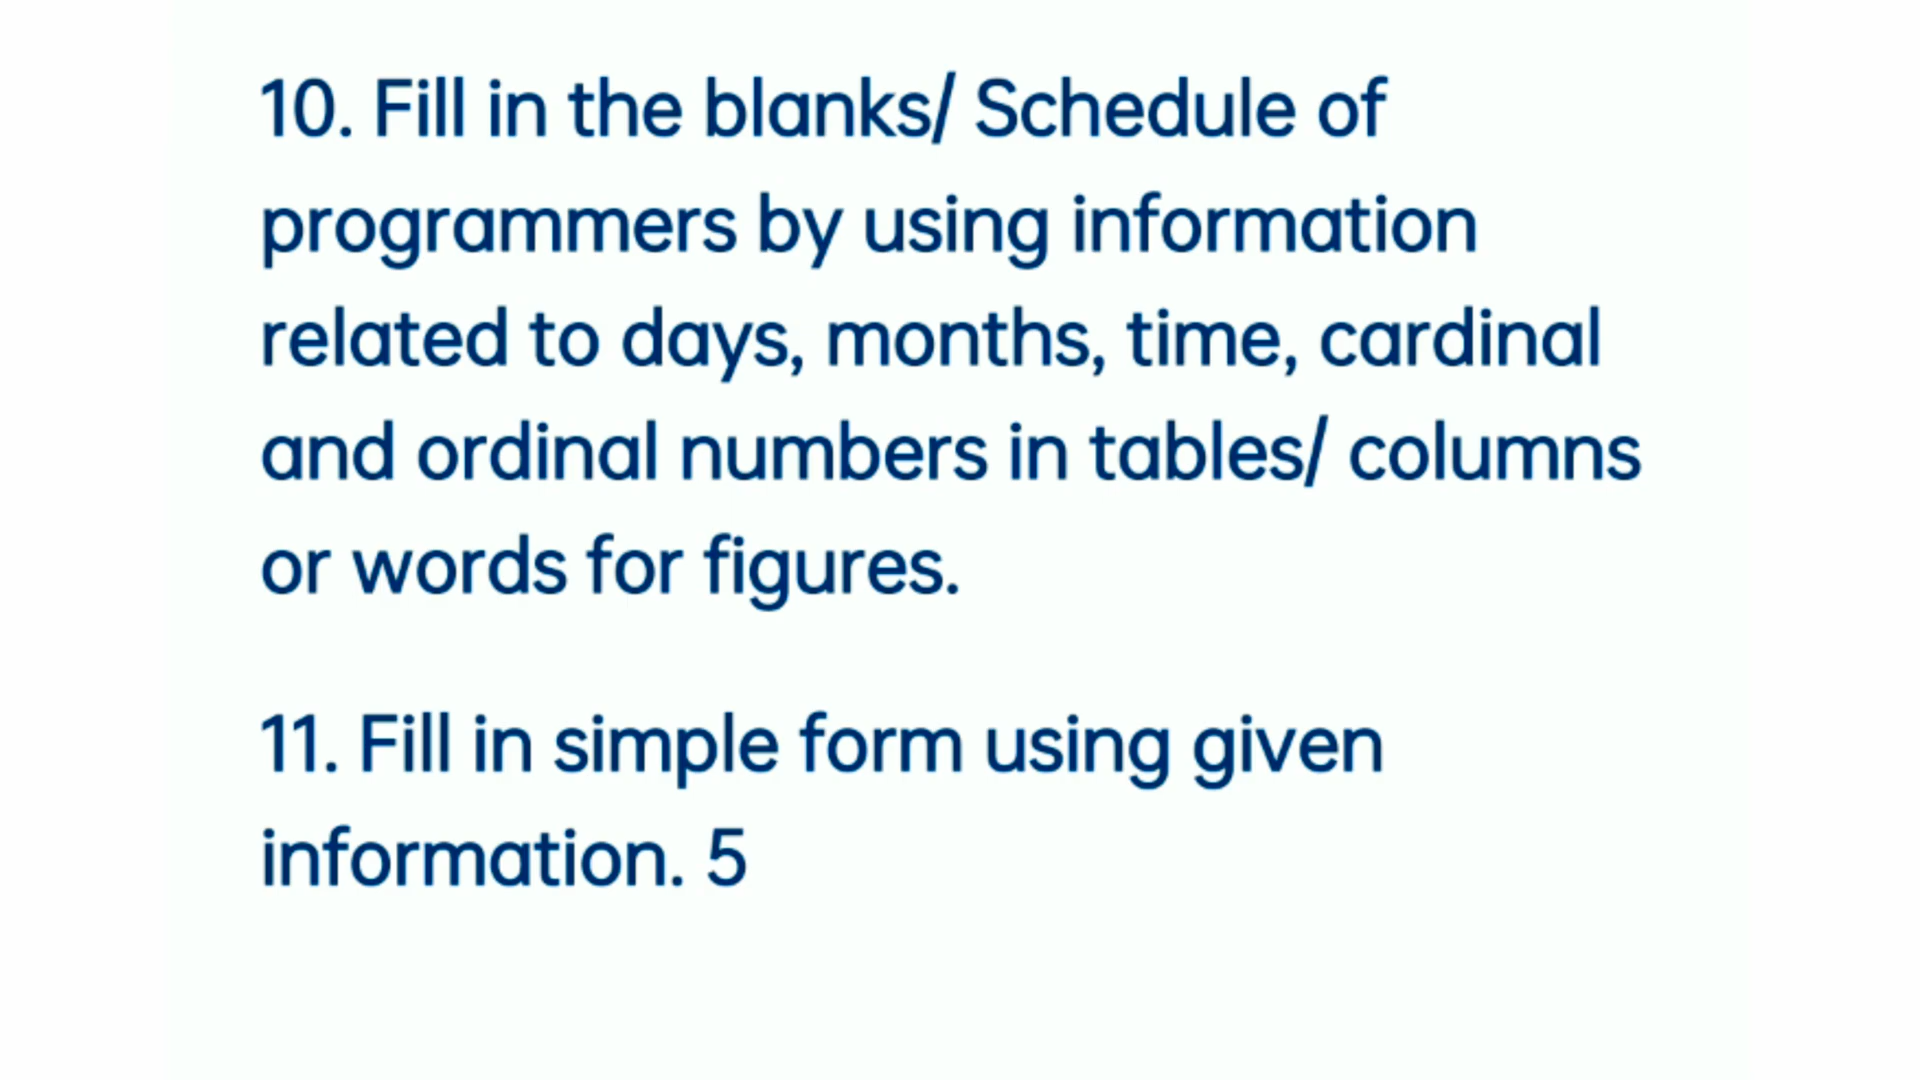 10. Fill in the blanks/ Schedule of
programmers by using information
related to days, months, time, cardinal
and ordinal numbers in tables/ columns
or words for figures.
11. Fill in simple form using given
information. 5